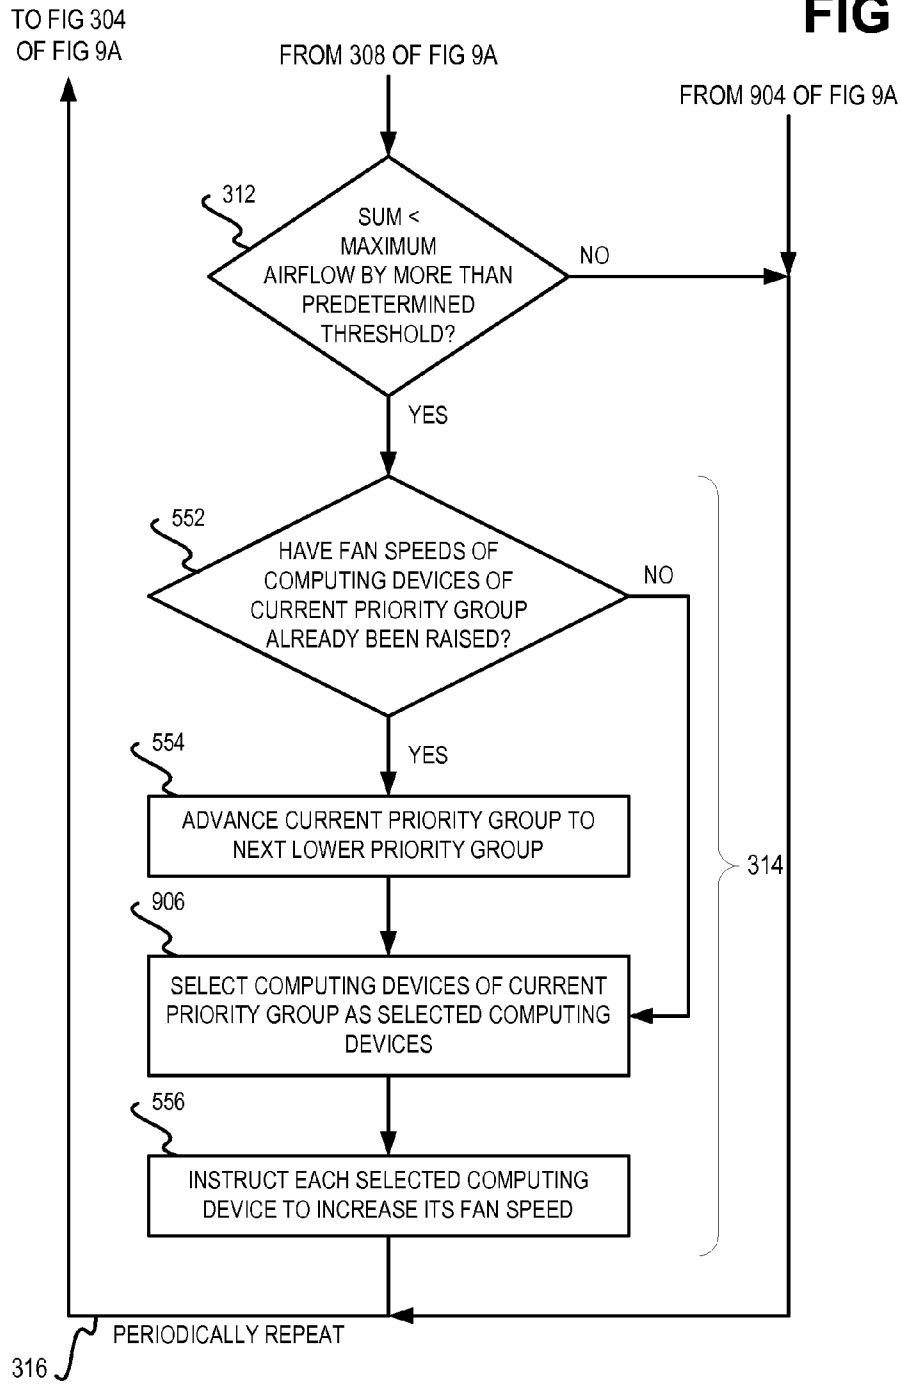 TO FIG 304
OF FIG 9A
FIG
FROM 308 OF FIG 9A
FROM 904 OF FIG 9A
312
SUM <
MAXIMUM
AIRFLOW BY MORE THAN
PREDETERMINED
THRESHOLD?
NO
YES
552
HAVE FAN SPEEDS OF
COMPUTING DEVICES OF
CURRENT PRIORITY GROUP
ALREADY BEEN RAISED?
NO
YES
554
ADVANCE CURRENT PRIORITY GROUP TO
NEXT LOWER PRIORITY GROUP
314
906
SELECT COMPUTING DEVICES OF CURRENT
PRIORITY GROUP AS SELECTED COMPUTING
DEVICES
556
INSTRUCT EACH SELECTED COMPUTING
DEVICE TO INCREASE ITS FAN SPEED
PERIODICALLY REPEAT
316